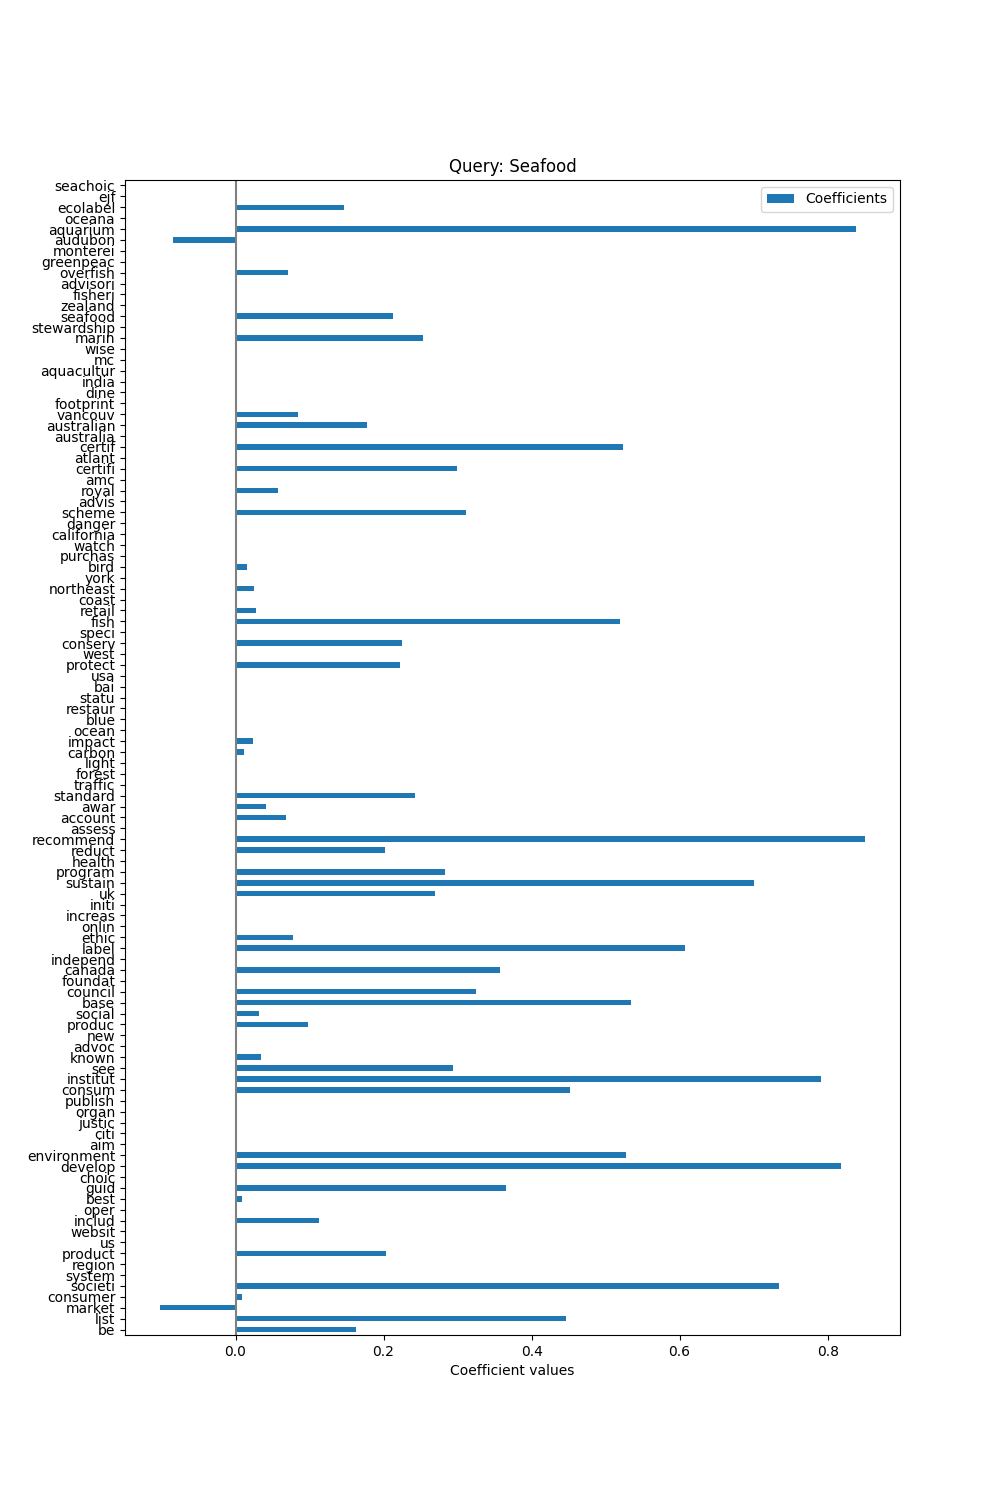 Query: Seafood
Coefficients
seachoic
ejf
ecolabel
oceana
aquarium
audubon
monterei
greenpeac
overfish
advisori
fisheri
zealand
seafood
stewardship
marin
wise
mc
aquacultur
india
dine
footprint
vancouv
australian
australia
certif
atlant
certifi
amc
royal
advis
scheme
danger
california
watch
purchas
bird
york
northeast
coast
retail
fish
speci
conserv
west
protect
usa
bai
statu
restaur
blue
ocean
impact
carbon
light
forest
traffic
standard
awar
account
assess
recommend
reduct
health
program
sustain
uk
initi
increas
onlin
ethic
label
independ
canada
foundat
council
base
social
produc
new
advoc
known
see
institut
consum
publish
organ
justic
citi
aim
environment
develop
choic
guid
best
oper
includ
websit
us
product
region
system
societi
consumer
market
list
be
0.0 0.2 0.4 0.6 0.8
Coefficient values